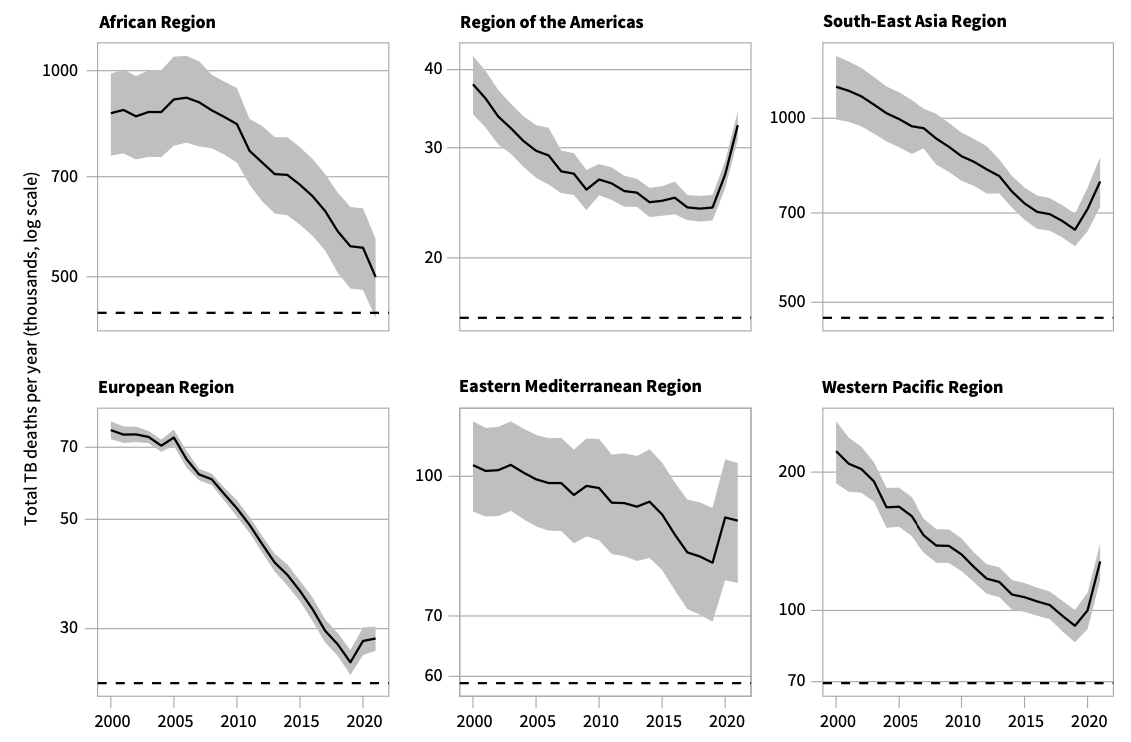 African Region
Region of the Americas
South-East Asia Region
1000
700
500
40
30
20
1000
700
500
Total TB deaths per year (thousands, log scale)
European Region
Eastern Mediterranean Region
Western Pacific Region
70
50
30
100
70
60
200
100
70
2000 2005 2010 2015 2020
2000 2005 2010 2015 2020
2000 2005 2010 2015 2020